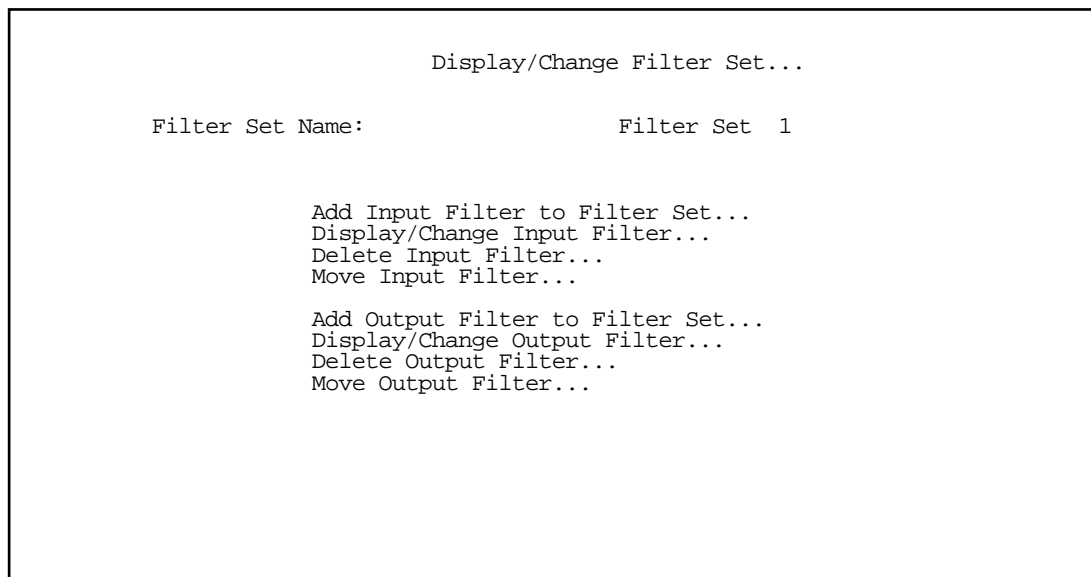 Display/Change Filter Set...
Filter Set Name: Filter Set 1
Add Input Filter to Filter Set...
Display/Change Input Filter...
Delete Input Filter...
Move Input Filter...
Add Output Filter to Filter Set...
Display/Change Output Filter...
Delete Output Filter...
Move Output Filter...